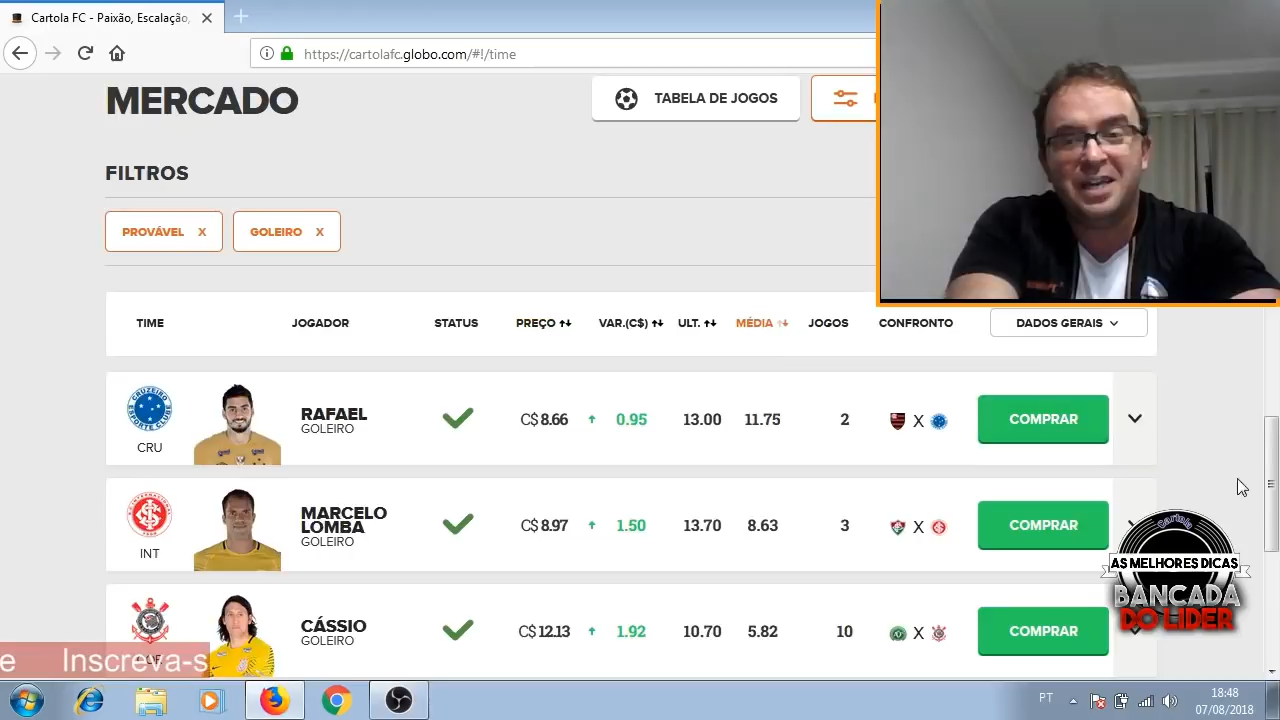 Cartola FC - Paixão, Escalação,
https://cartolafc.globo.com/#!/time
MERCADO
TABELA DE JOGOS
FILTROS
PROVÁVEL X
GOLEIRO X
TIME JOGADOR STATUS PREÇO VAR.(C$) ULT. MÉDIA JOGOS CONFRONTO DADOS GERAIS
CRUZEIRO ESPORTE CLUBE
CRU
RAFAEL
GOLEIRO
C$ 8.66 0.95 13.00 11.75 2 X COMPRAR
INT
MARCELO
LOMBA
GOLEIRO
C$ 8.97 1.50 13.70 8.63 3 X COMPRAR
CÁSSIO
GOLEIRO
C$ 12.13 1.92 10.70 5.82 10 X COMPRAR
Cartola
AS MELHORES DICAS
BANCADA
DO LIDER
e Inscreva-s
PT
18:48
07/08/2018